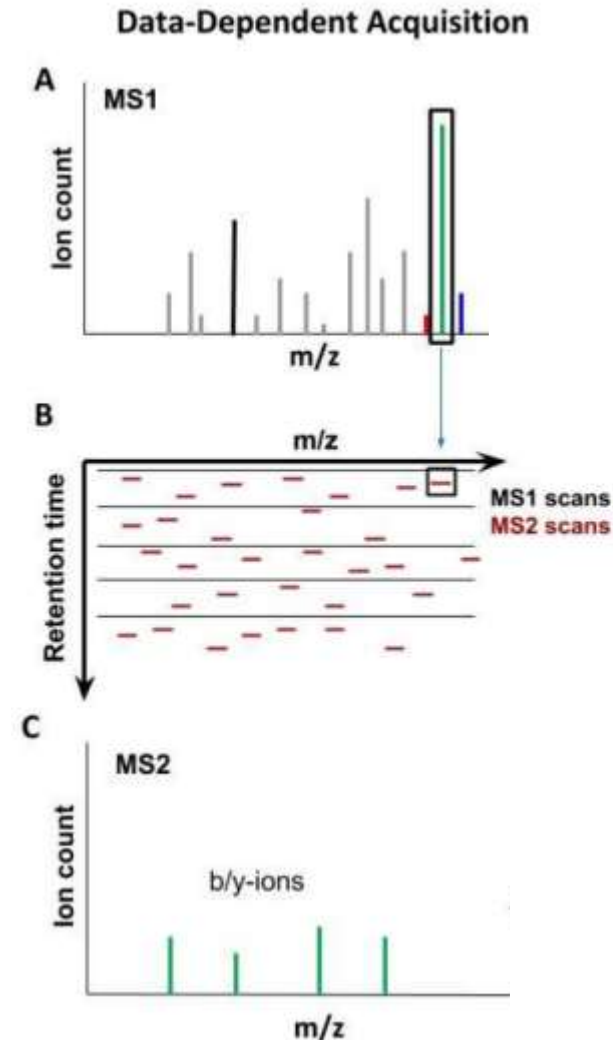 Data-Dependent Acquisition
A
MS1
Ion count
m/z
B
m/z
Retention time
MS1 scans
MS2 scans
C
MS2
Ion count
b/y-ions
m/z